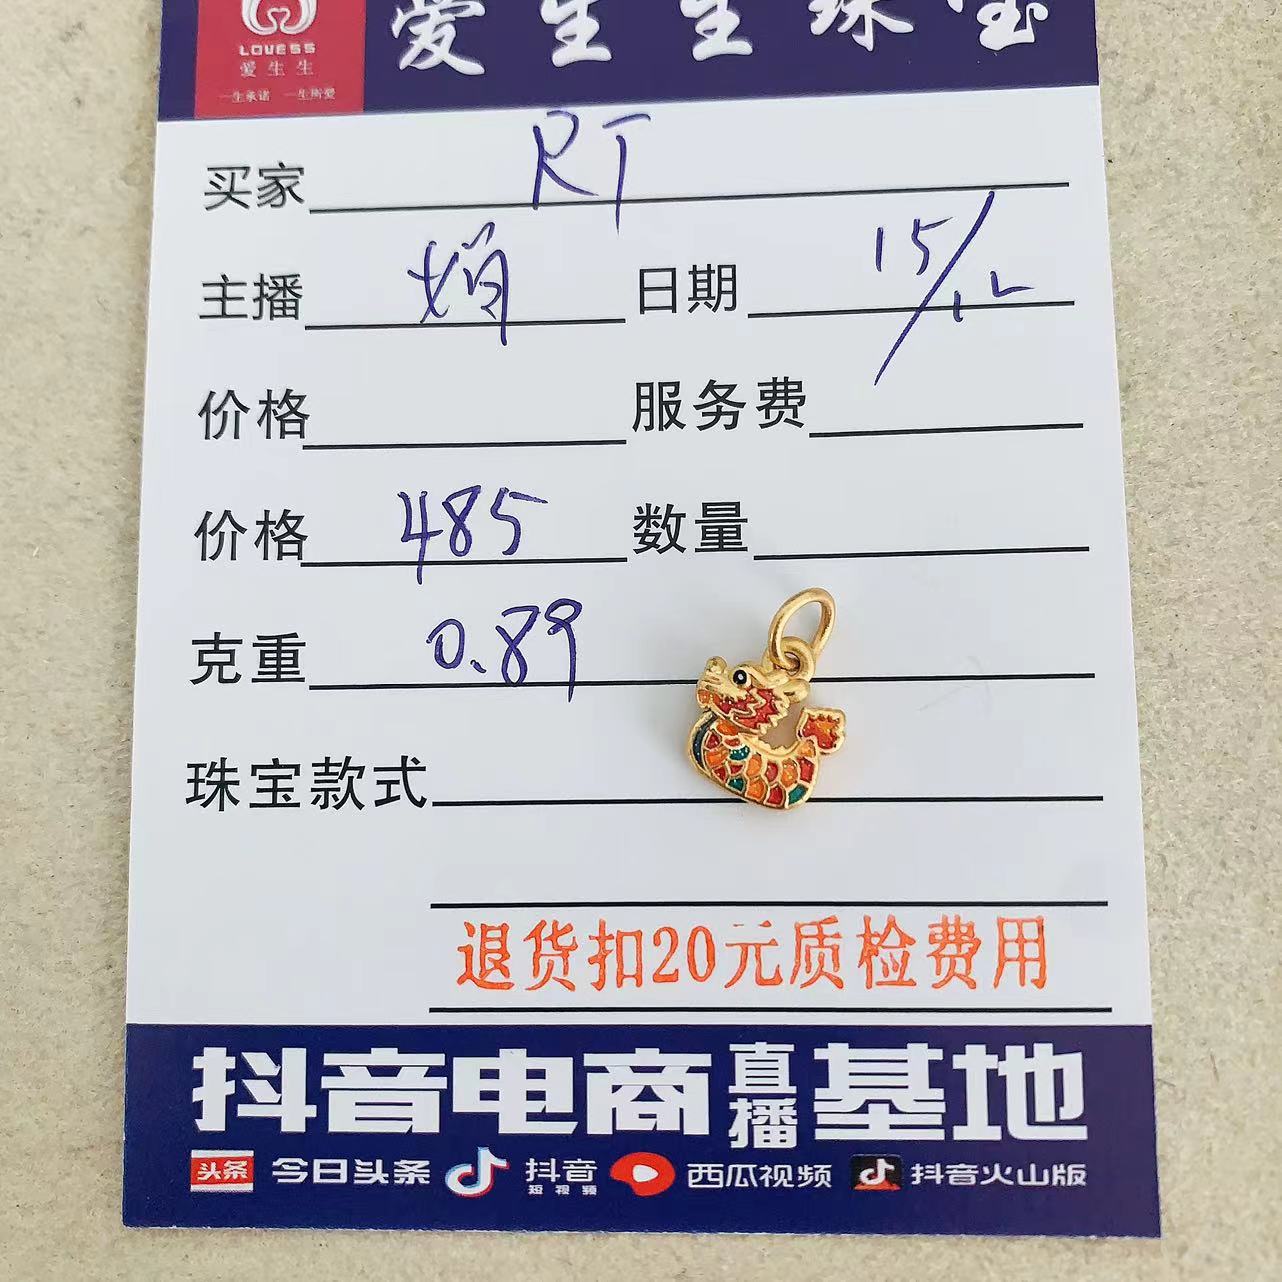 爱生生珠宝
LOVESS
爱生生
一生承诺 一生所爱
买家 RT
主播 娟 日期 15/12
价格 服务费
价格 485 数量
克重 0.89
珠宝款式
退货扣20元质检费用
抖音电商直播基地
头条 今日头条 抖音短视频 西瓜视频 抖音火山版